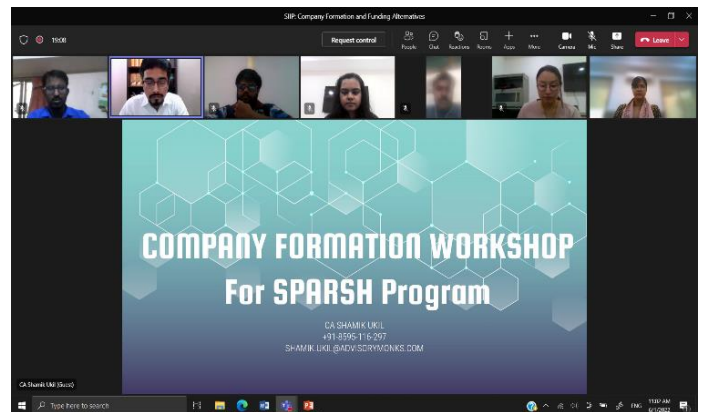 SIIP: Company Formation and Funding Alternatives
19:08
Request control
People
Chat
Reactions
Rooms
Apps
More
Camera
Mic
Share
Leave
COMPANY FORMATION WORKSHOP
For SPARSH Program
CA SHAMIK UKIL
+91-8595-116-297
SHAMIK.UKIL@ADVISORYMONKS.COM
CA Shamik Ukil (Guest)
Type here to search
ENG
11:07 AM
6/1/2022